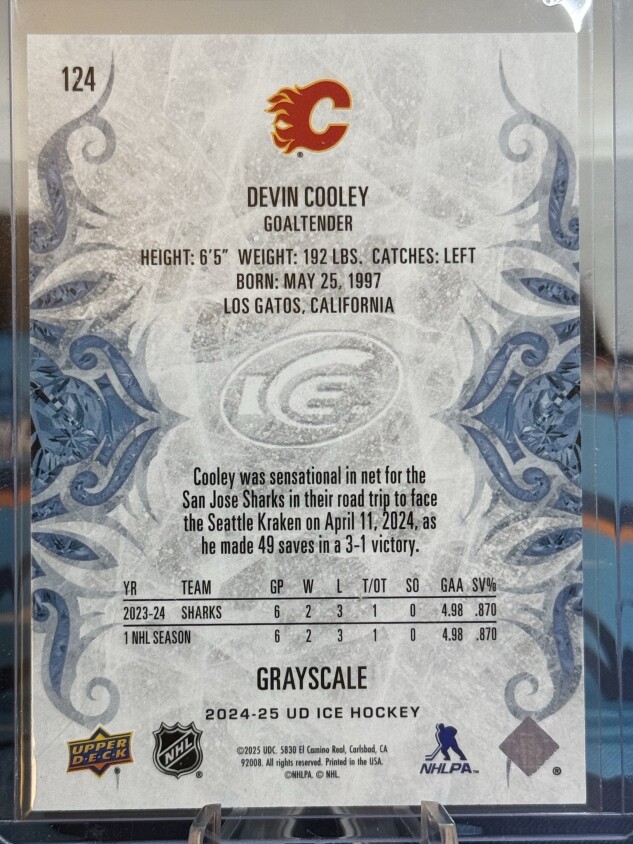 124
C
®
DEVIN COOLEY
GOALTENDER
HEIGHT: 6'5" WEIGHT: 192 LBS. CATCHES: LEFT
BORN: MAY 25, 1997
LOS GATOS, CALIFORNIA
ICE
Cooley was sensational in net for the
San Jose Sharks in their road trip to face
the Seattle Kraken on April 11, 2024, as
he made 49 saves in a 3-1 victory.
YR TEAM GP W L T/OT SO GAA SV%
2023-24 SHARKS 6 2 3 1 0 4.98 .870
1 NHL SEASON 6 2 3 1 0 4.98 .870
GRAYSCALE
2024-25 UD ICE HOCKEY
UPPER DECK ®
NHL ®
©2025 UDC. 5830 El Camino Real, Carlsbad, CA
92008. All rights reserved. Printed in the USA.
©NHLPA. © NHL.
NHLPA™
®